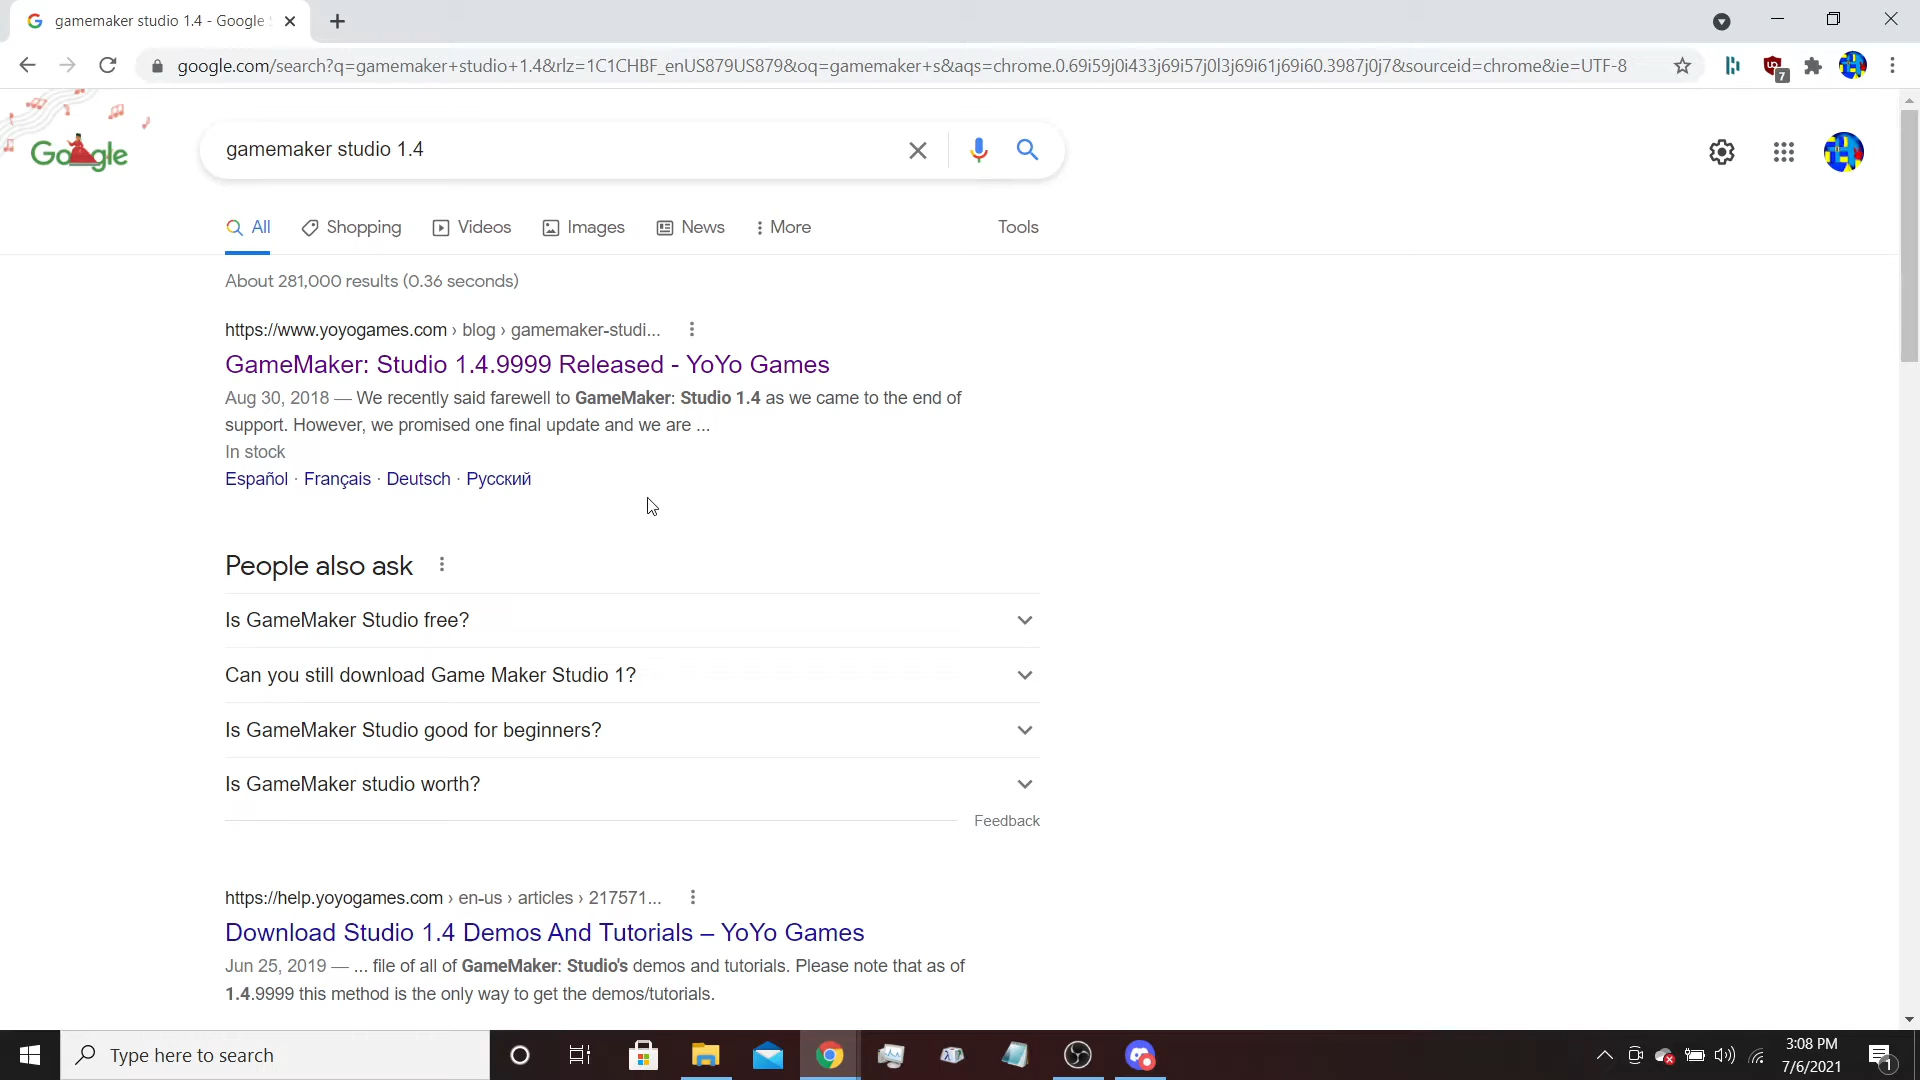 gamemaker studio 1.4 - Google S
google.com/search?q=gamemaker+studio+1.4&rlz=1C1CHBF_enUS879US879&oq=gamemaker+s&aqs=chrome.0.69i59j0i433j69i57j0l3j69i61j69i60.3987j0j7&sourceid=chrome&ie=UTF-8
7
Google
gamemaker studio 1.4
All Shopping Videos Images News More Tools
About 281,000 results (0.36 seconds)
https://www.yoyogames.com › blog › gamemaker-studi...
GameMaker: Studio 1.4.9999 Released - YoYo Games
Aug 30, 2018 — We recently said farewell to GameMaker: Studio 1.4 as we came to the end of
support. However, we promised one final update and we are ...
In stock
Español · Français · Deutsch · Русский
People also ask
Is GameMaker Studio free?
Can you still download Game Maker Studio 1?
Is GameMaker Studio good for beginners?
Is GameMaker studio worth?
Feedback
https://help.yoyogames.com › en-us › articles › 217571...
Download Studio 1.4 Demos And Tutorials – YoYo Games
Jun 25, 2019 — ... file of all of GameMaker: Studio's demos and tutorials. Please note that as of
1.4.9999 this method is the only way to get the demos/tutorials.
Type here to search
3:08 PM
7/6/2021
1